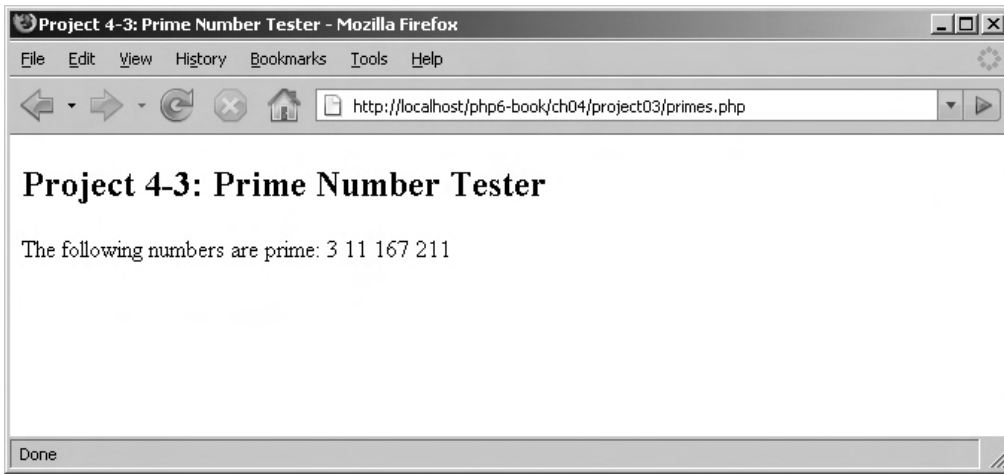 Project 4-3: Prime Number Tester - Mozilla Firefox
File Edit View History Bookmarks Tools Help
http://localhost/php6-book/ch04/project03/primes.php
Project 4-3: Prime Number Tester
The following numbers are prime: 3 11 167 211
Done